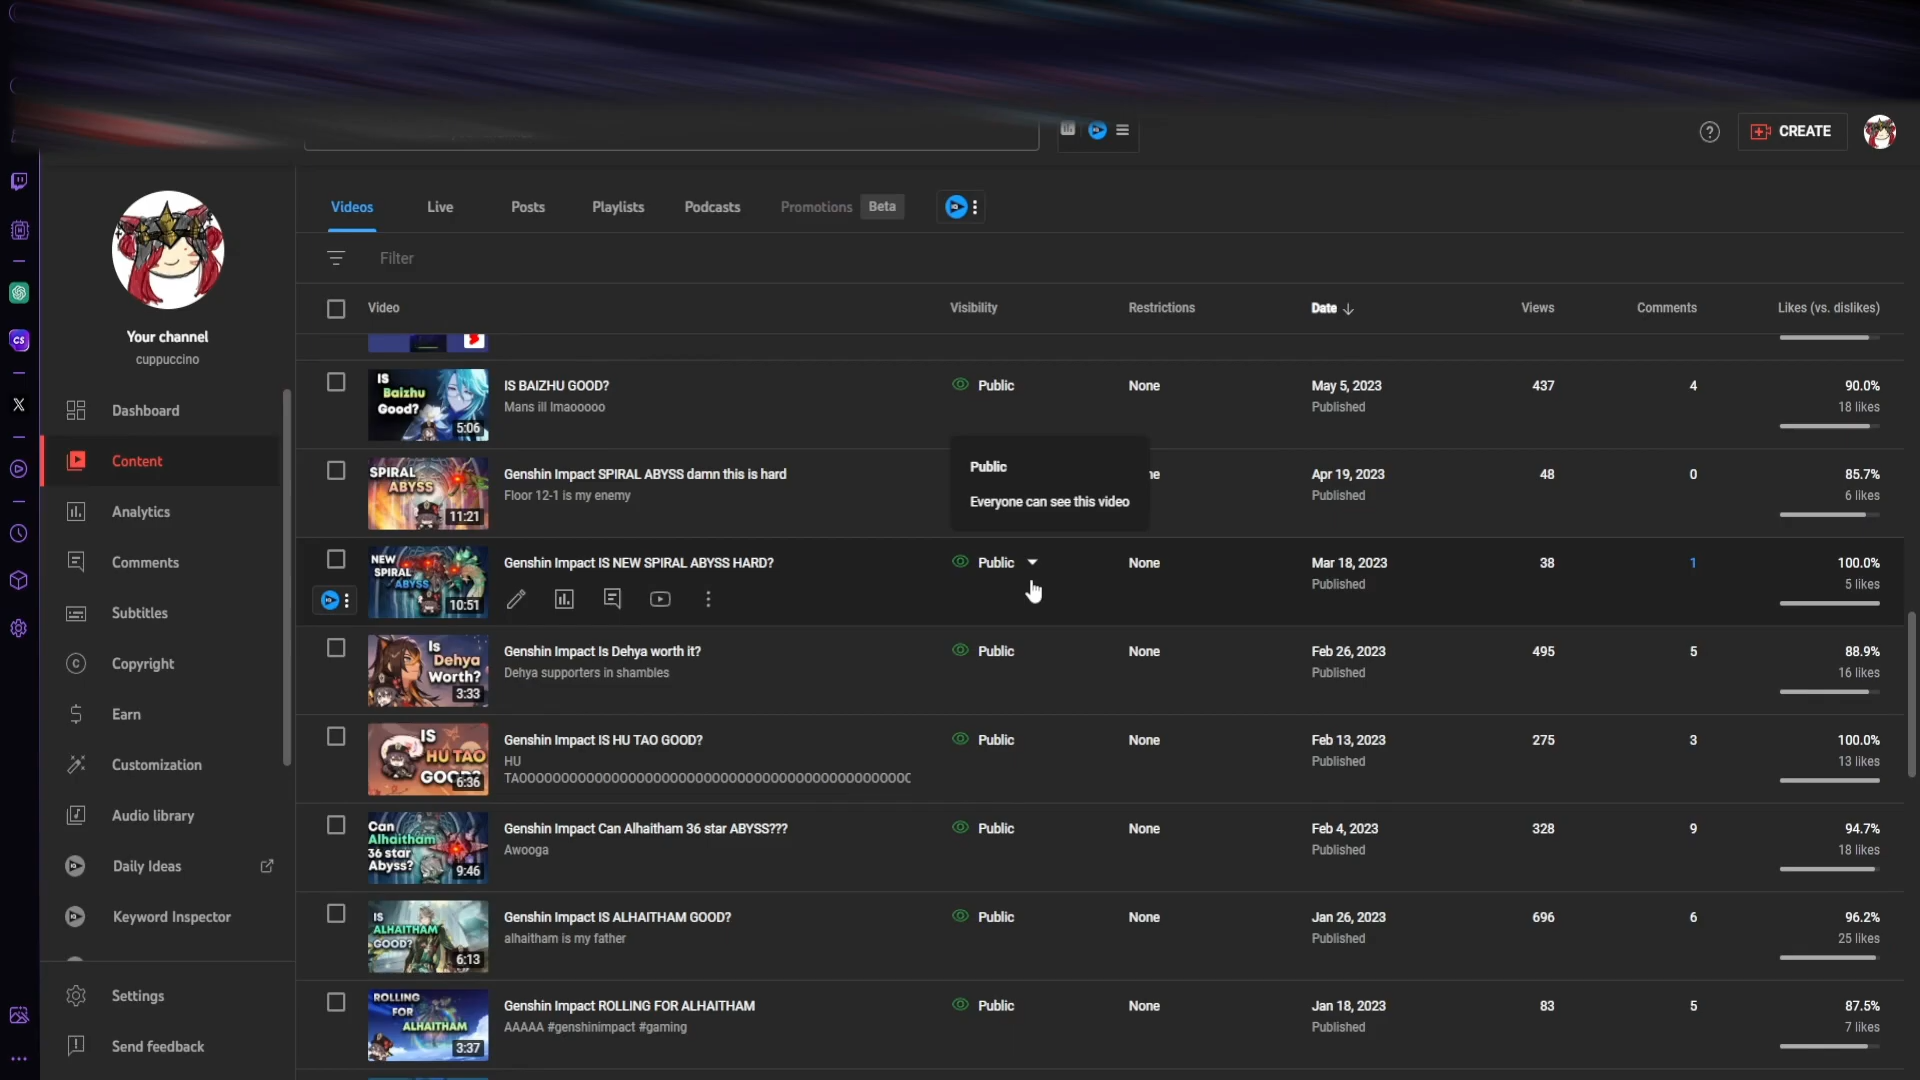 CREATE
Videos
Live
Posts
Playlists
Podcasts
Promotions
Beta
Filter
Video
Visibility
Restrictions
Date
Views
Comments
Likes (vs. dislikes)
Your channel
cuppuccino
Dashboard
Content
Analytics
Comments
Subtitles
Copyright
Earn
Customization
Audio library
Daily Ideas
Keyword Inspector
Settings
Send feedback
CS
IS
Baizhu
Good?
5:06
IS BAIZHU GOOD?
Mans ill lmaooooo
Public
None
May 5, 2023
Published
437
4
90.0%
18 likes
SPIRAL
ABYSS
11:21
Genshin Impact SPIRAL ABYSS damn this is hard
Floor 12-1 is my enemy
Public
Everyone can see this video
Apr 19, 2023
Published
48
0
85.7%
6 likes
NEW
SPIRAL
ABYSS
10:51
Genshin Impact IS NEW SPIRAL ABYSS HARD?
Public
None
Mar 18, 2023
Published
38
1
100.0%
5 likes
Is
Dehya
Worth?
3:33
Genshin Impact Is Dehya worth it?
Dehya supporters in shambles
Public
None
Feb 26, 2023
Published
495
5
88.9%
16 likes
IS
HU TAO
GOOD?
6:36
Genshin Impact IS HU TAO GOOD?
HU
Public
None
Feb 13, 2023
Published
275
3
100.0%
13 likes
Can
Alhaitham
36 star
Abyss?
9:46
Genshin Impact Can Alhaitham 36 star ABYSS???
Awooga
Public
None
Feb 4, 2023
Published
328
9
94.7%
18 likes
IS
ALHAITHAM
GOOD?
6:13
Genshin Impact IS ALHAITHAM GOOD?
alhaitham is my father
Public
None
Jan 26, 2023
Published
696
6
96.2%
25 likes
ROLLING
FOR
ALHAITHAM
3:37
Genshin Impact ROLLING FOR ALHAITHAM
AAAAA #genshinimpact #gaming
Public
None
Jan 18, 2023
Published
83
5
87.5%
7 likes